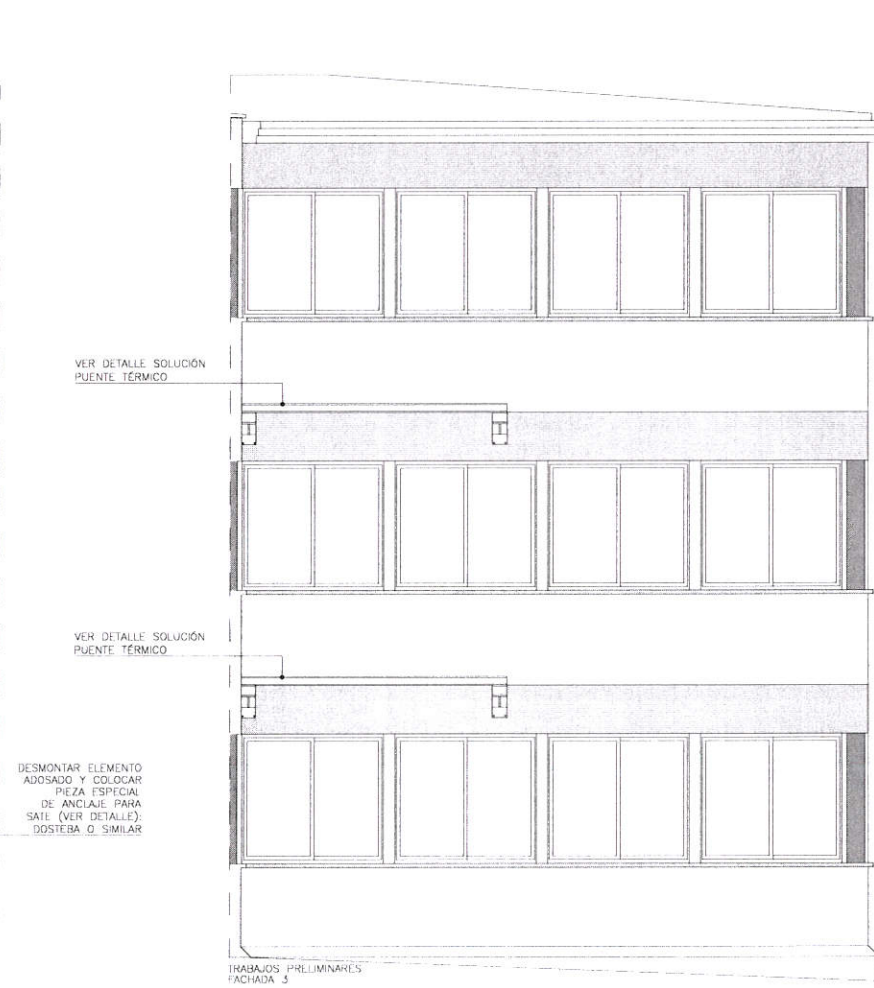 VER DETALLE SOLUCIÓN
PUENTE TÉRMICO
VER DETALLE SOLUCIÓN
PUENTE TÉRMICO
DESMONTAR ELEMENTO
ADOSADO Y COLOCAR
PIEZA ESPECIAL
DE ANCLAJE PARA
SATE (VER DETALLE):
DOSTEBA O SIMILAR
TRABAJOS PRELIMINARES
FACHADA 3